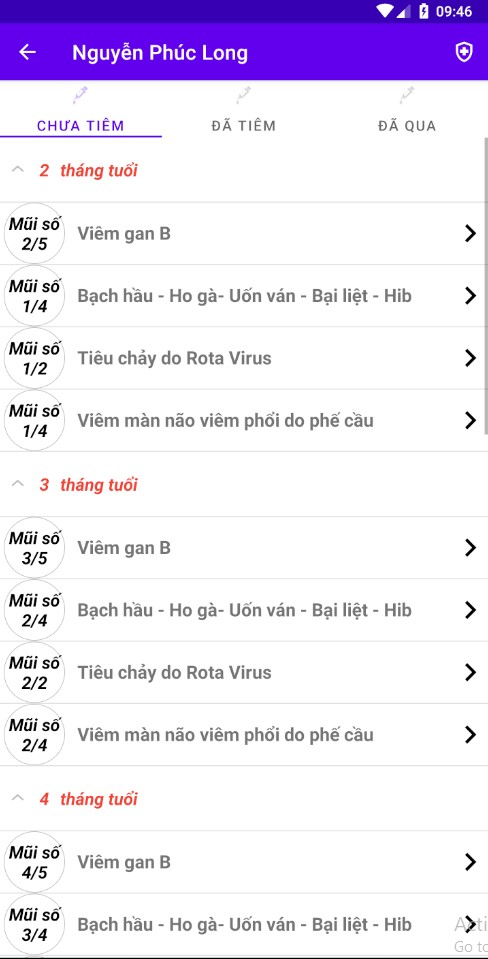 09:46
Nguyễn Phúc Long
CHƯA TIÊM
ĐÃ TIÊM
ĐÃ QUA
2 tháng tuổi
Mũi số
2/5
Viêm gan B
Mũi số
1/4
Bạch hầu - Ho gà- Uốn ván - Bại liệt - Hib
Mũi số
1/2
Tiêu chảy do Rota Virus
Mũi số
1/4
Viêm màn não viêm phổi do phế cầu
3 tháng tuổi
Mũi số
3/5
Viêm gan B
Mũi số
2/4
Bạch hầu - Ho gà- Uốn ván - Bại liệt - Hib
Mũi số
2/2
Tiêu chảy do Rota Virus
Mũi số
2/4
Viêm màn não viêm phổi do phế cầu
4 tháng tuổi
Mũi số
4/5
Viêm gan B
Mũi số
3/4
Bạch hầu - Ho gà- Uốn ván - Bại liệt - Hib
Acti
Go to